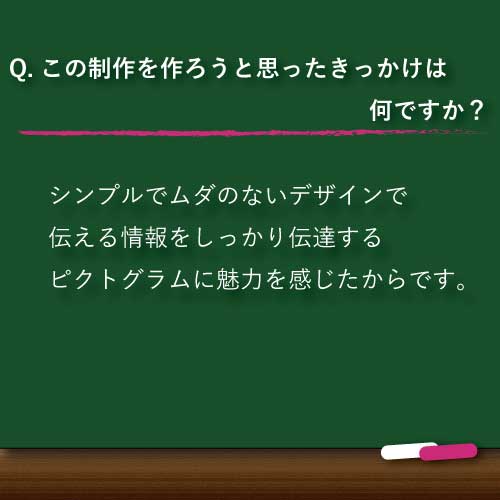 Q. この制作を作ろうと思ったきっかけは
何ですか？
シンプルでムダのないデザインで
伝える情報をしっかり伝達する
ピクトグラムに魅力を感じたからです。